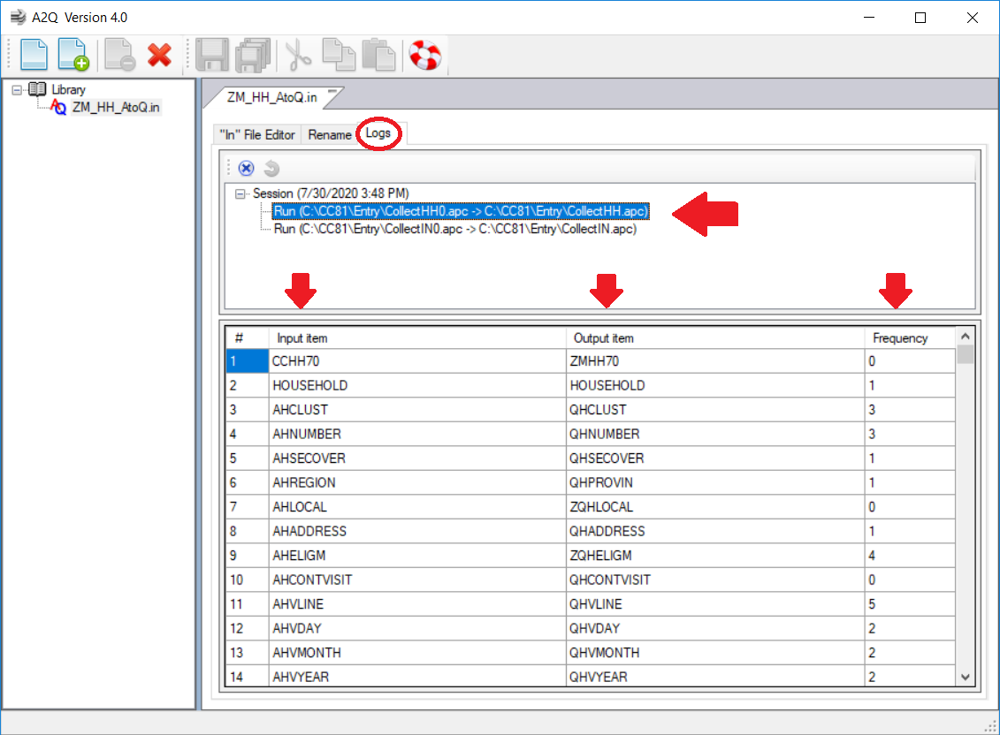 A2Q Version 4.0
Library
ZM_HH_AtoQ.in
ZM_HH_AtoQ.in
"In" File Editor Rename Logs
Session (7/30/2020 3:48 PM)
Run (C:\CC81\Entry\CollectHH0.apc -> C:\CC81\Entry\CollectHH.apc)
Run (C:\CC81\Entry\CollectIN0.apc -> C:\CC81\Entry\CollectIN.apc)
# Input item Output item Frequency
1 CCHH70 ZMHH70 0
2 HOUSEHOLD HOUSEHOLD 1
3 AHCLUST QHCLUST 3
4 AHNUMBER QHNUMBER 3
5 AHSECOVER QHSECOVER 1
6 AHREGION QHPROVIN 1
7 AHLOCAL ZQHLOCAL 0
8 AHADDRESS QHADDRESS 1
9 AHELIGM ZQHELIGM 4
10 AHCONTVISIT QHCONTVISIT 0
11 AHVLINE QHVLINE 5
12 AHVDAY QHVDAY 2
13 AHVMONTH QHVMONTH 2
14 AHVYEAR QHVYEAR 2